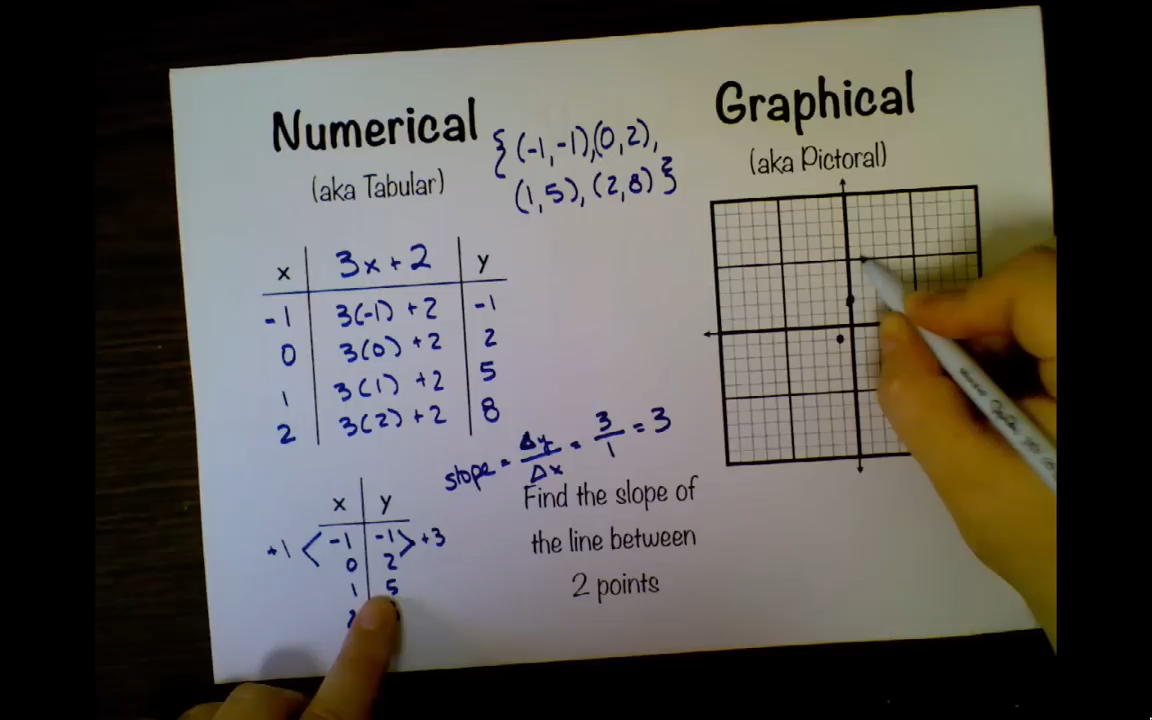 Numerical
(aka Tabular)
{(-1,-1),(0,2),
(1,5),(2,8)}
x 3x+2 y
-1 3(-1)+2 -1
0 3(0)+2 2
1 3(1)+2 5
2 3(2)+2 8
slope = Δy/Δx = 3/1 = 3
x y
+1 -1 -1 +3
0 2
1 5
Find the slope of
the line between
2 points
Graphical
(aka Pictoral)